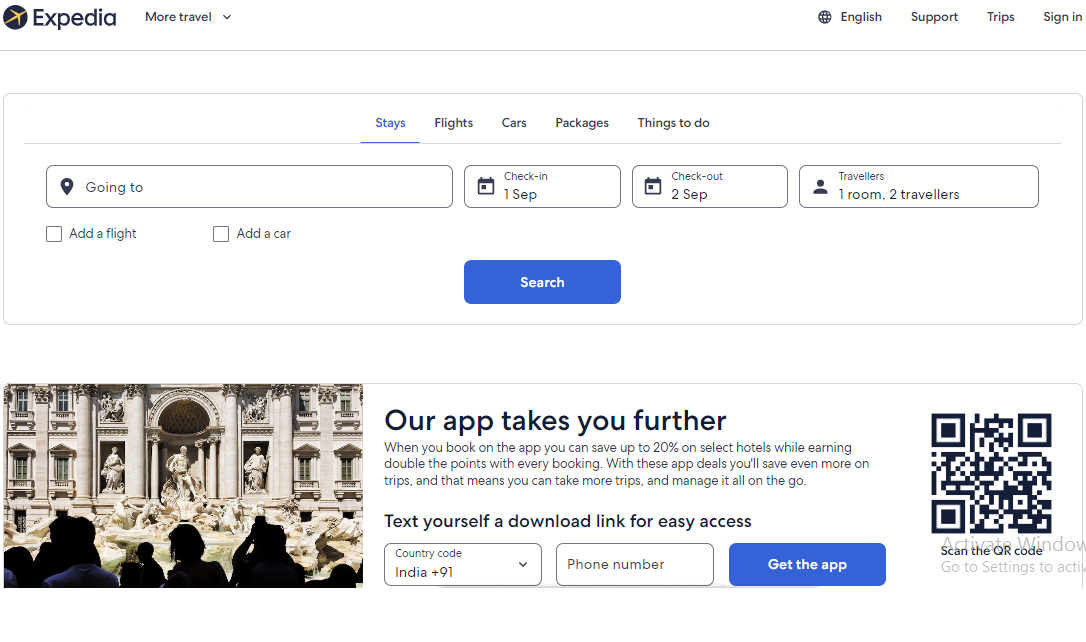 Expedia
More travel
English
Support
Trips
Sign in
Stays
Flights
Cars
Packages
Things to do
Going to
Check-in
1 Sep
Check-out
2 Sep
Travellers
1 room, 2 travellers
Add a flight
Add a car
Search
Our app takes you further
When you book on the app you can save up to 20% on select hotels while earning
double the points with every booking. With these app deals you'll save even more on
trips, and that means you can take more trips, and manage it all on the go.
Text yourself a download link for easy access
Country code
India +91
Phone number
Get the app
Activate Window
Scan the QR code
Go to Settings to activ